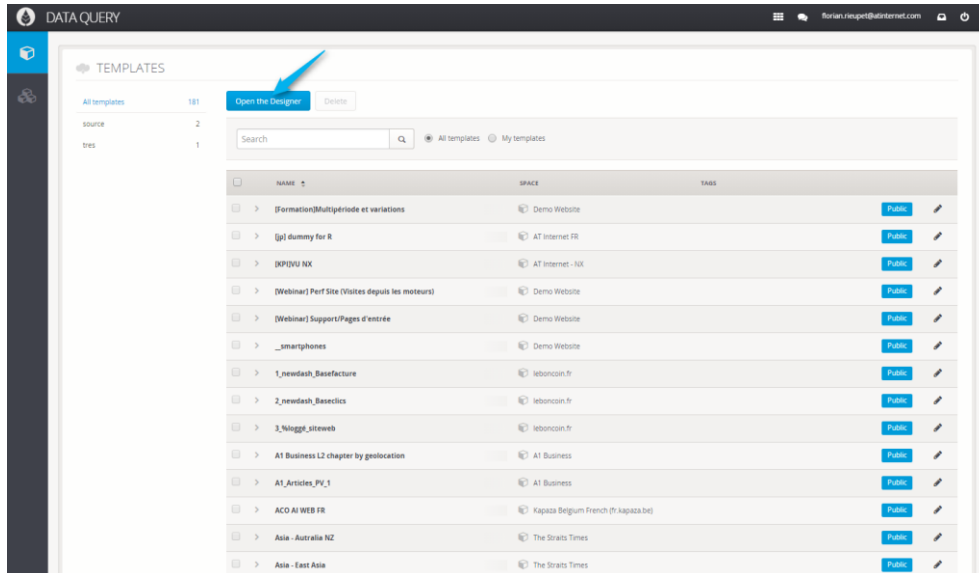 DATA QUERY florian.rieupet@atinternet.com
TEMPLATES
All templates 181
source 2
tres 1
Open the Designer Delete
Search All templates My templates
NAME SPACE TAGS
[Formation]Multipériode et variations Demo Website Public
[jp] dummy for R AT Internet FR Public
[KPI]VU NX AT Internet - NX Public
[Webinar] Perf Site (Visites depuis les moteurs) Demo Website Public
[Webinar] Support/Pages d'entrée Demo Website Public
__smartphones Demo Website Public
1_newdash_Basefacture leboncoin.fr Public
2_newdash_Baseclics leboncoin.fr Public
3_%loggé_siteweb leboncoin.fr Public
A1 Business L2 chapter by geolocation A1 Business Public
A1_Articles_PV_1 A1 Business Public
ACO AI WEB FR Kapaza Belgium French (fr.kapaza.be) Public
Asia - Autralia NZ The Straits Times Public
Asia - East Asia The Straits Times Public